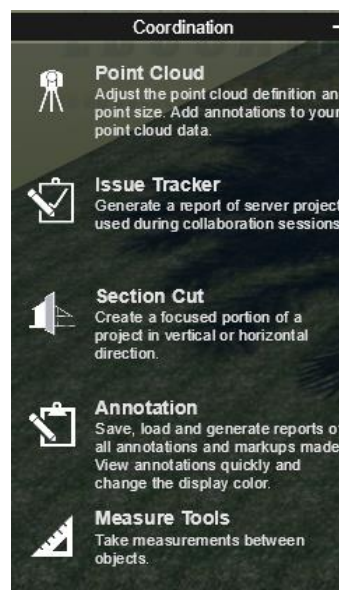 Coordination
Point Cloud
Adjust the point cloud definition an
point size. Add annotations to your
point cloud data.
Issue Tracker
Generate a report of server project
used during collaboration sessions
Section Cut
Create a focused portion of a
project in vertical or horizontal
direction.
Annotation
Save, load and generate reports of
all annotations and markups made
View annotations quickly and
change the display color.
Measure Tools
Take measurements between
objects.